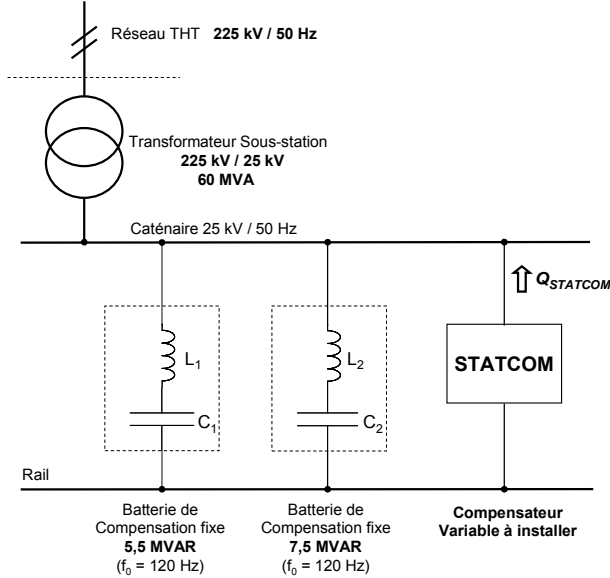 Réseau THT 225 kV / 50 Hz
Transformateur Sous-station
225 kV / 25 kV
60 MVA
Caténaire 25 kV / 50 Hz
Q_STATCOM
L₁
L₂
STATCOM
C₁
C₂
Rail
Batterie de
Compensation fixe
5,5 MVAR
(f₀ = 120 Hz)
Batterie de
Compensation fixe
7,5 MVAR
(f₀ = 120 Hz)
Compensateur
Variable à installer